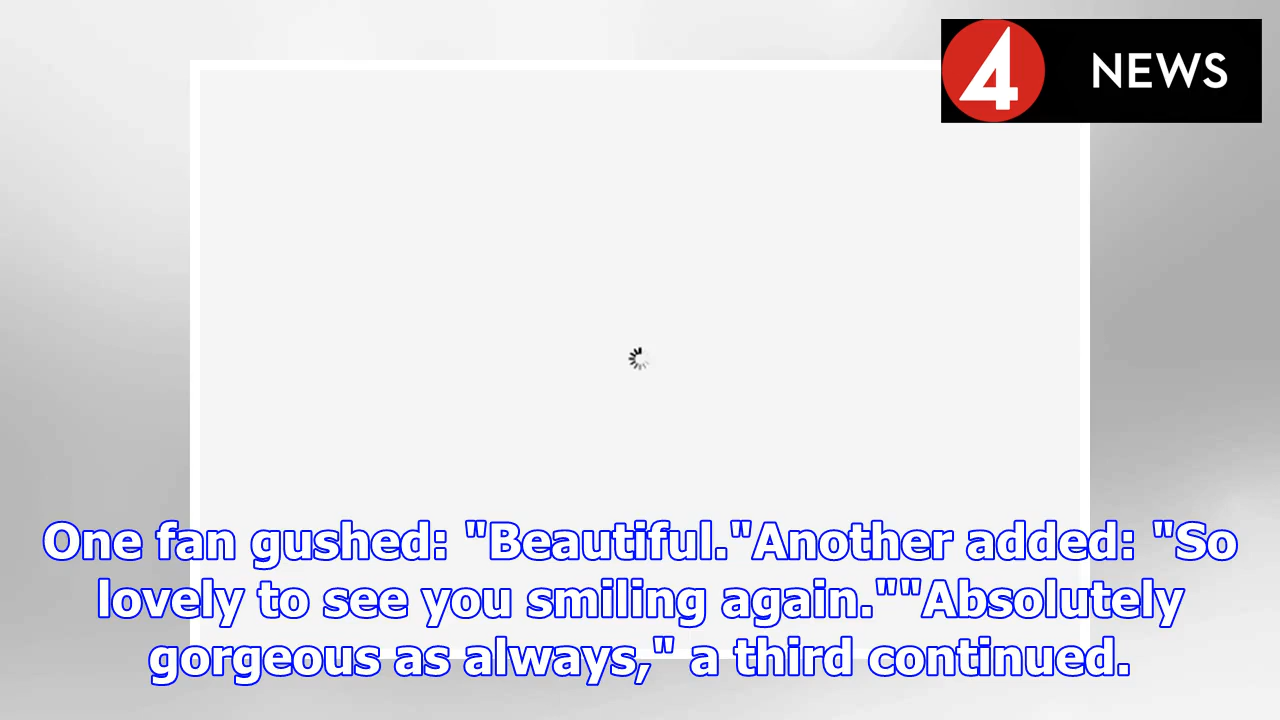 4 NEWS
One fan gushed: "Beautiful."Another added: "So
lovely to see you smiling again.""Absolutely
gorgeous as always," a third continued.